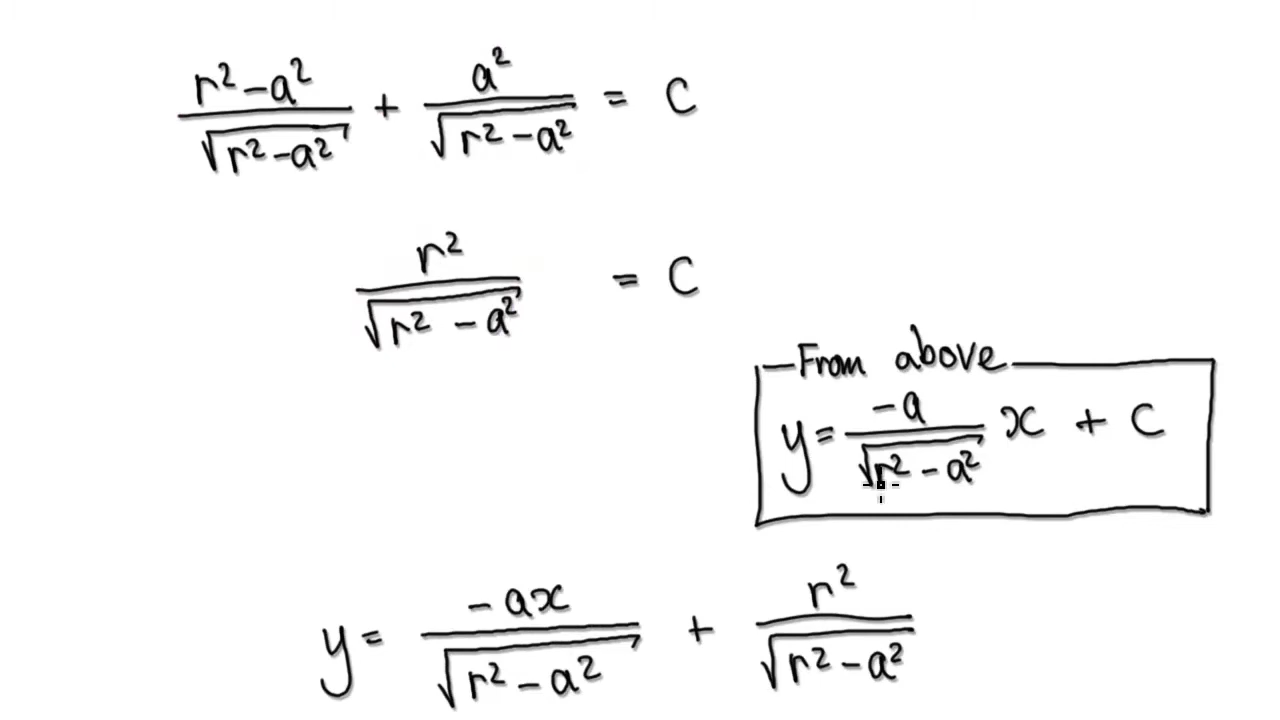 (r² − a²)/√(r² − a²) + a²/√(r² − a²) = C
r²/√(r² − a²) = C
From above
y = −a/√(r² − a²) x + C
y = −ax/√(r² − a²) + r²/√(r² − a²)